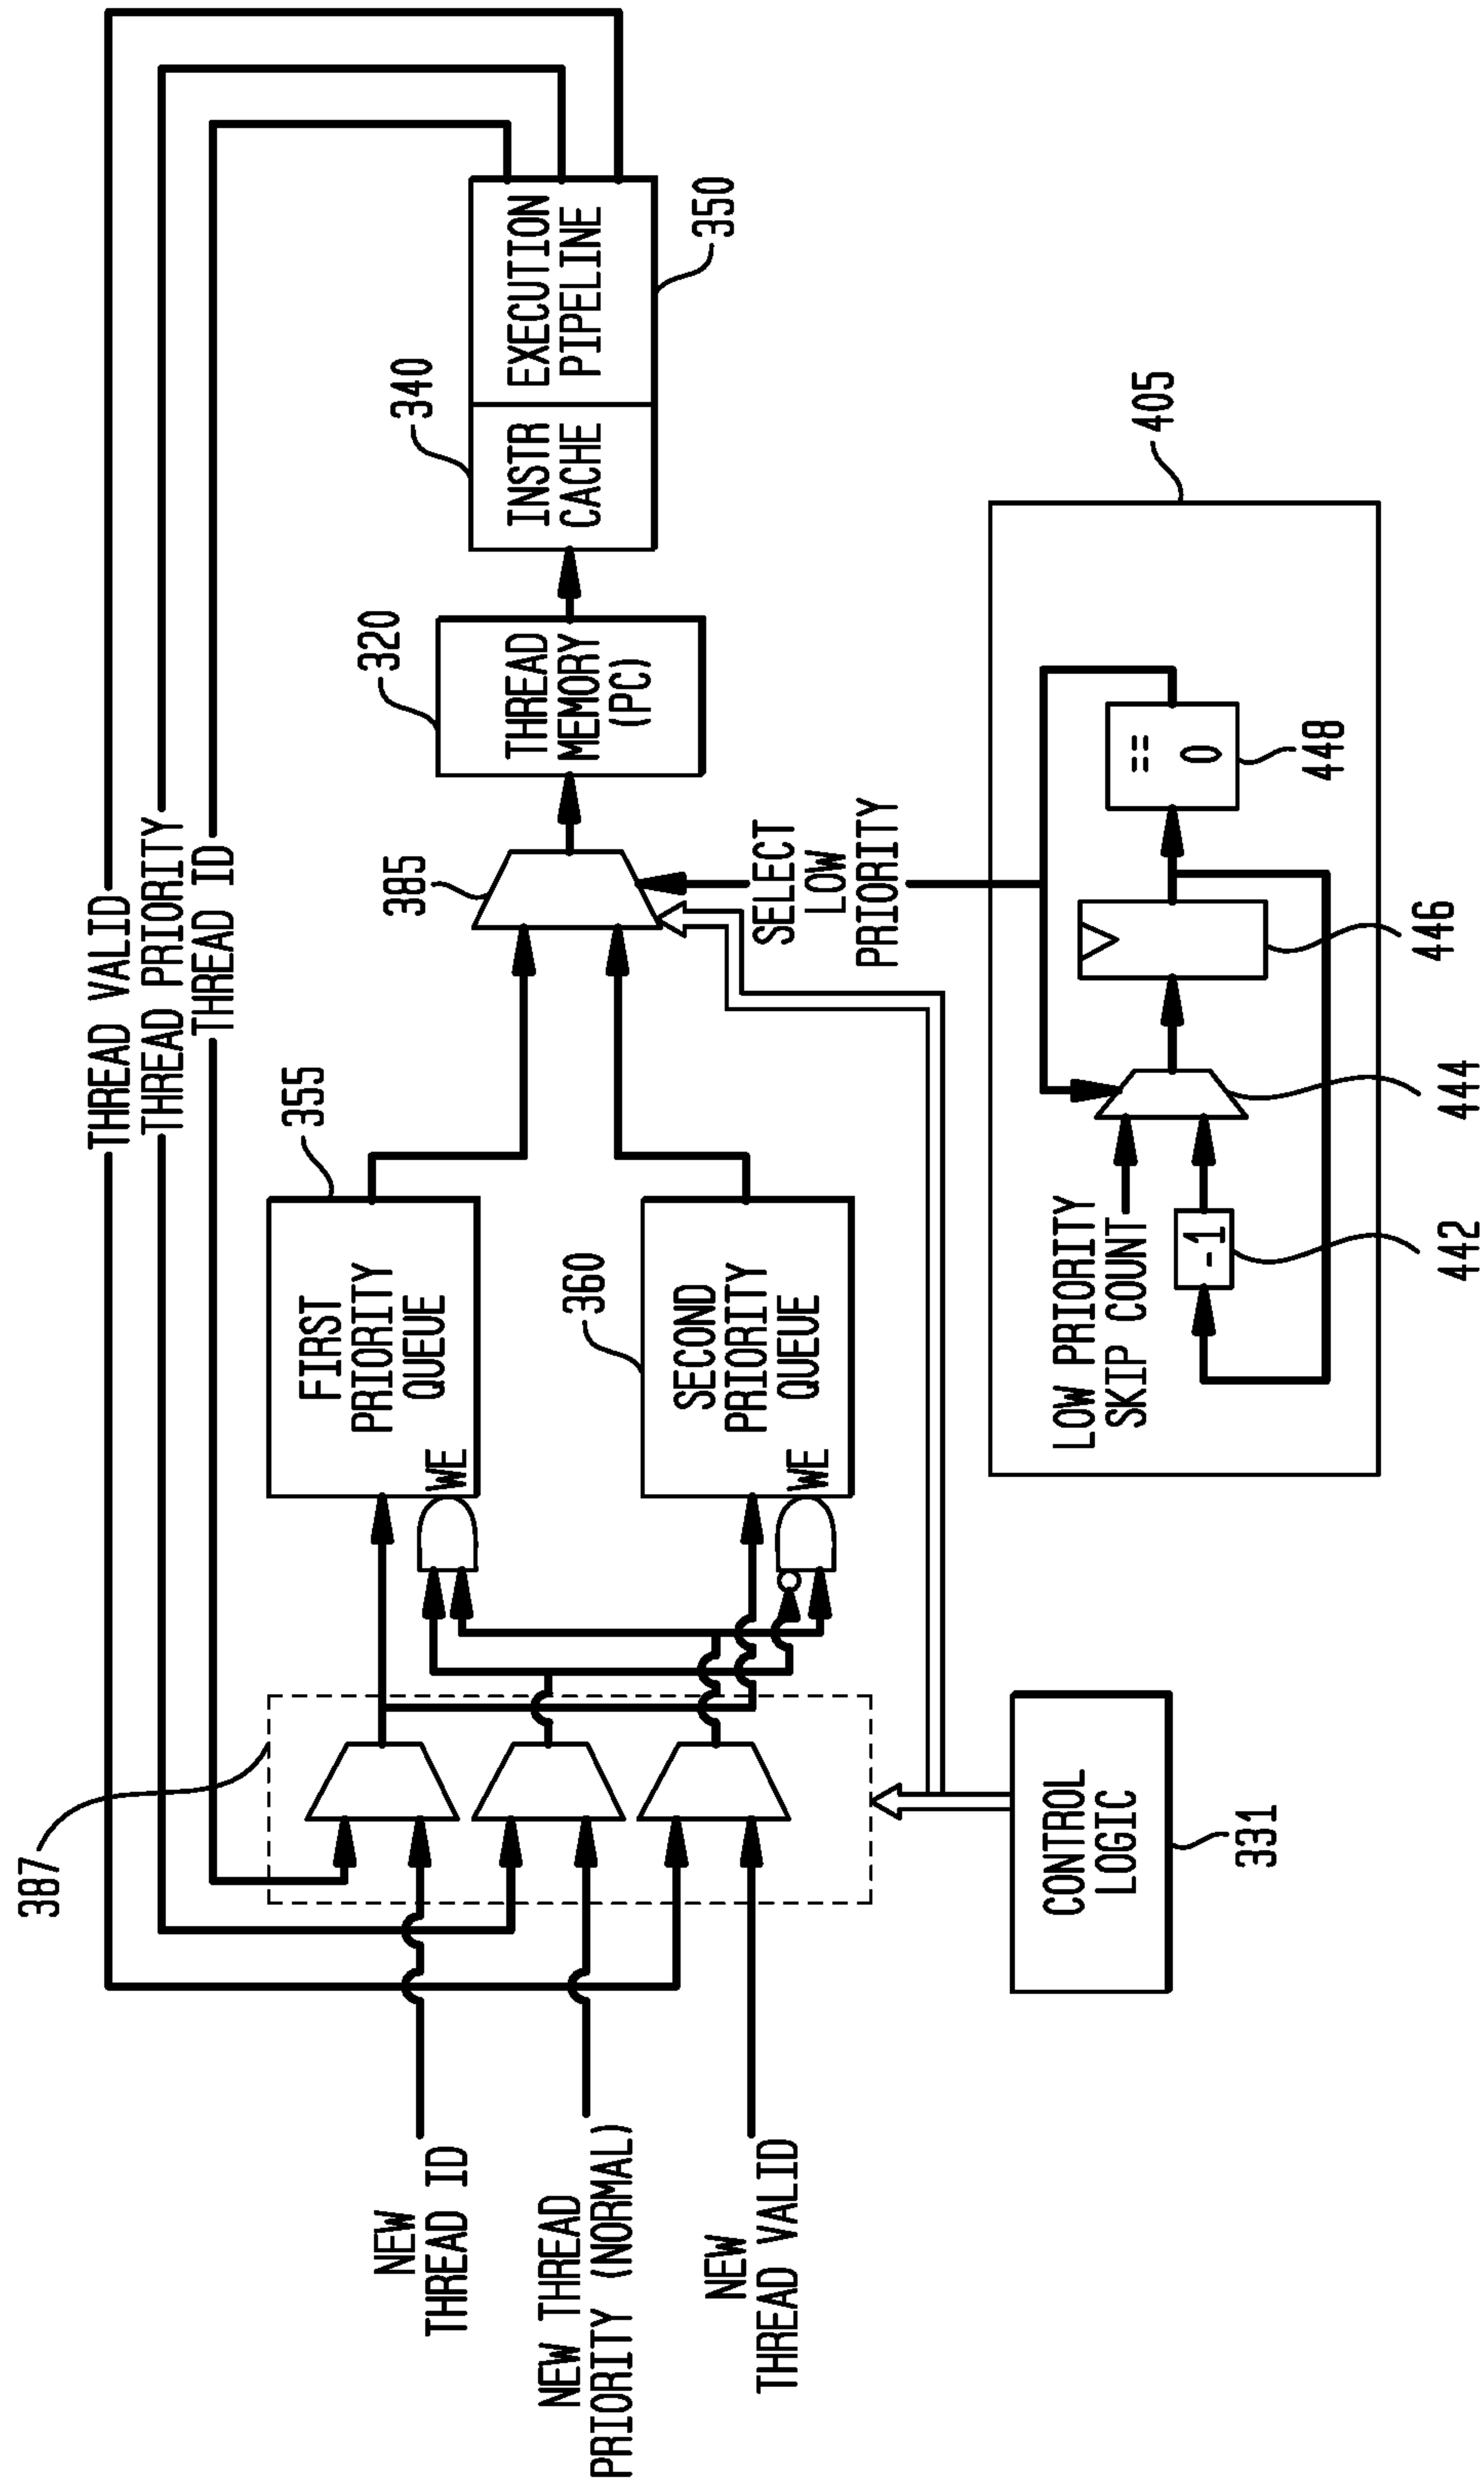 THREAD VALID
THREAD PRIORITY
THREAD ID
387
NEW
THREAD ID
NEW THREAD
PRIORITY (NORMAL)
NEW
THREAD VALID
355
FIRST
PRIORITY
QUEUE
WE
360
SECOND
PRIORITY
QUEUE
WE
385
320
THREAD
MEMORY
(PC)
340
INSTR
CACHE
EXECUTION
PIPELINE
350
SELECT
LOW
PRIORITY
CONTROL
LOGIC
331
405
LOW PRIORITY
SKIP COUNT
-1
==
0
442
444
446
448